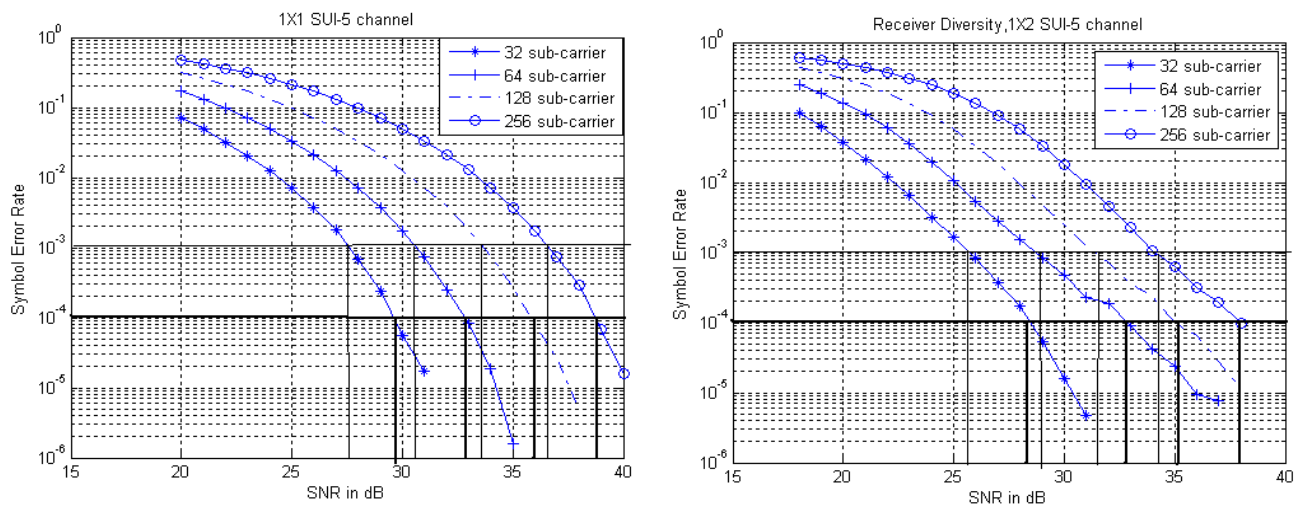 1X1 SUI-5 channel
10^0
10^-1
10^-2
10^-3
10^-4
10^-5
10^-6
Symbol Error Rate
32 sub-carrier
64 sub-carrier
128 sub-carrier
256 sub-carrier
15 20 25 30 35 40
SNR in dB
Receiver Diversity,1X2 SUI-5 channel
10^0
10^-1
10^-2
10^-3
10^-4
10^-5
10^-6
Symbol Error Rate
32 sub-carrier
64 sub-carrier
128 sub-carrier
256 sub-carrier
15 20 25 30 35 40
SNR in dB